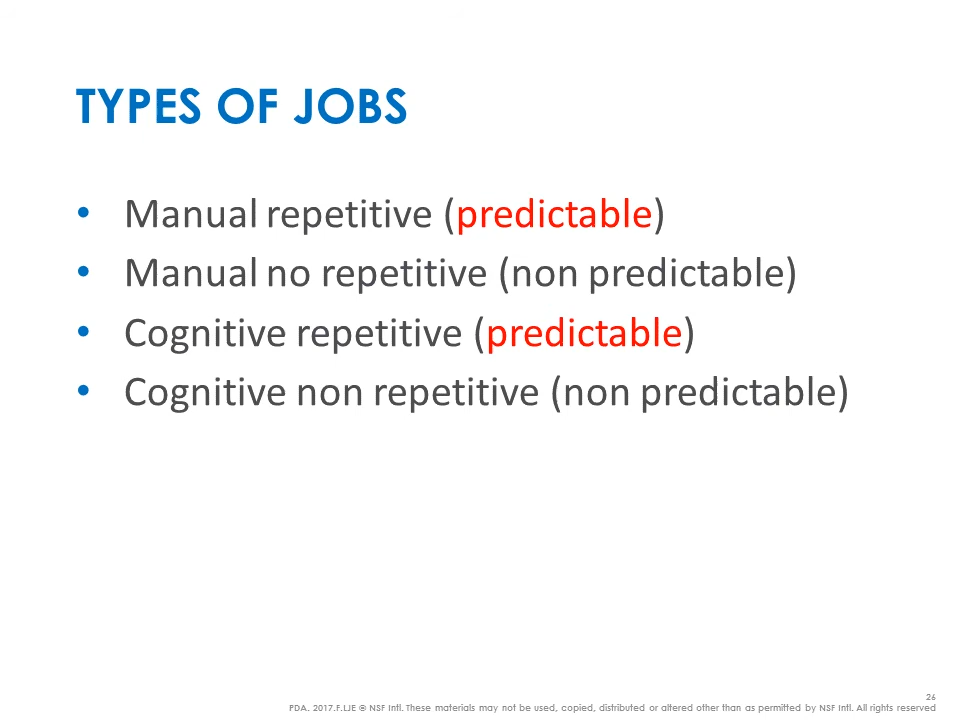 TYPES OF JOBS
• Manual repetitive (predictable)
• Manual no repetitive (non predictable)
• Cognitive repetitive (predictable)
• Cognitive non repetitive (non predictable)
26
PDA. 2017.F.LJE ® NSF Intl. These materials may not be used, copied, distributed or altered other than as permitted by NSF Intl. All rights reserved